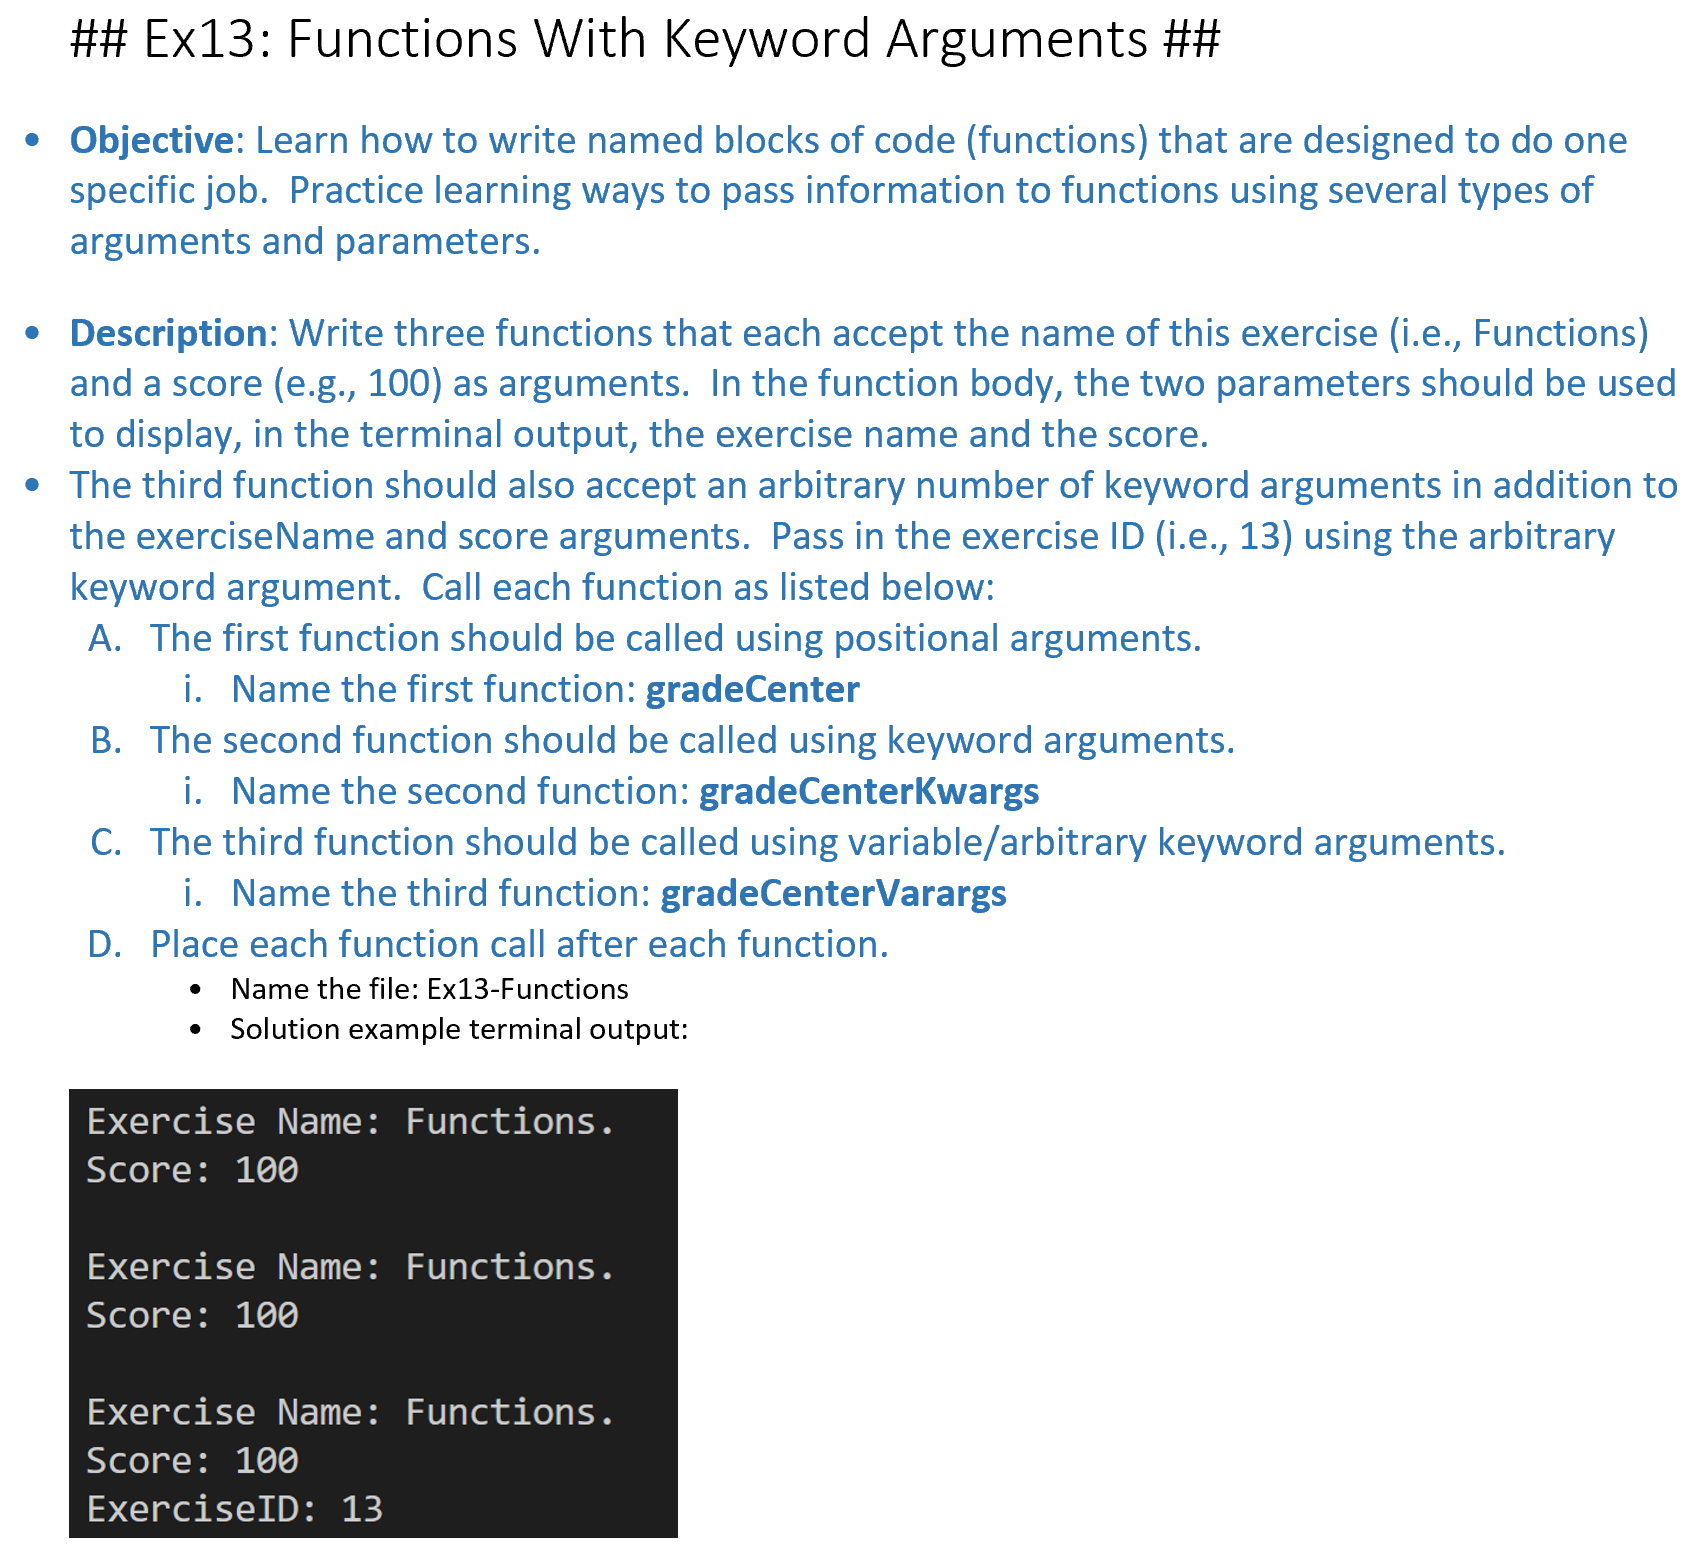 ## Ex13: Functions With Keyword Arguments ##
• Objective: Learn how to write named blocks of code (functions) that are designed to do one
specific job.  Practice learning ways to pass information to functions using several types of
arguments and parameters.
• Description: Write three functions that each accept the name of this exercise (i.e., Functions)
and a score (e.g., 100) as arguments.  In the function body, the two parameters should be used
to display, in the terminal output, the exercise name and the score.
• The third function should also accept an arbitrary number of keyword arguments in addition to
the exerciseName and score arguments.  Pass in the exercise ID (i.e., 13) using the arbitrary
keyword argument.  Call each function as listed below:
A. The first function should be called using positional arguments.
i. Name the first function: gradeCenter
B. The second function should be called using keyword arguments.
i. Name the second function: gradeCenterKwargs
C. The third function should be called using variable/arbitrary keyword arguments.
i. Name the third function: gradeCenterVarargs
D. Place each function call after each function.
• Name the file: Ex13-Functions
• Solution example terminal output:
Exercise Name: Functions.
Score: 100
Exercise Name: Functions.
Score: 100
Exercise Name: Functions.
Score: 100
ExerciseID: 13